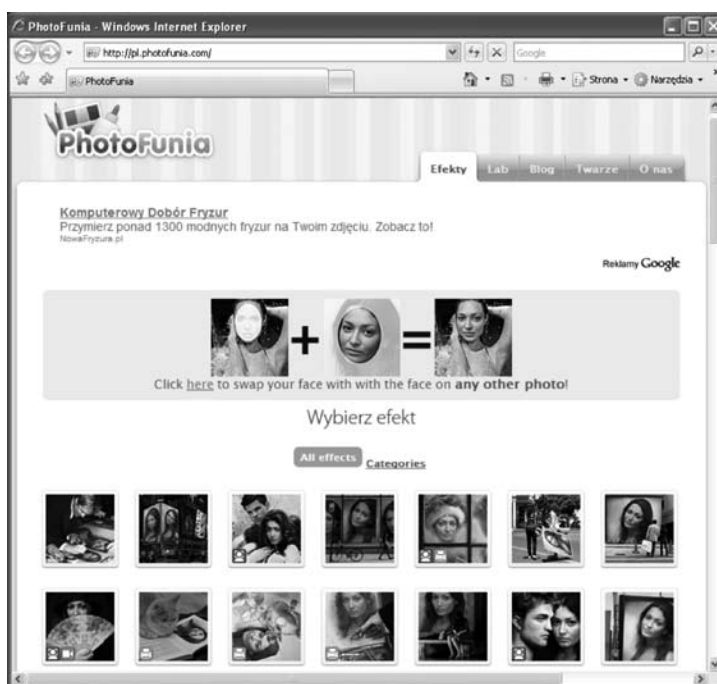 PhotoFunia - Windows Internet Explorer
http://pl.photofunia.com/
Google
PhotoFunia
Strona
Narzędzia
PhotoFunia
Efekty Lab Blog Twarze O nas
Komputerowy Dobór Fryzur
Przymierz ponad 1300 modnych fryzur na Twoim zdjęciu. Zobacz to!
NowaFryzura.pl
Reklamy Google
Click here to swap your face with with the face on any other photo!
Wybierz efekt
All effects Categories